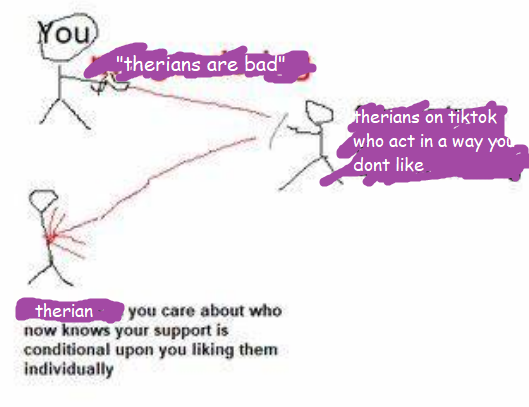 You
"therians are bad"
therians on tiktok
who act in a way you
dont like
therian you care about who
now knows your support is
conditional upon you liking them
individually